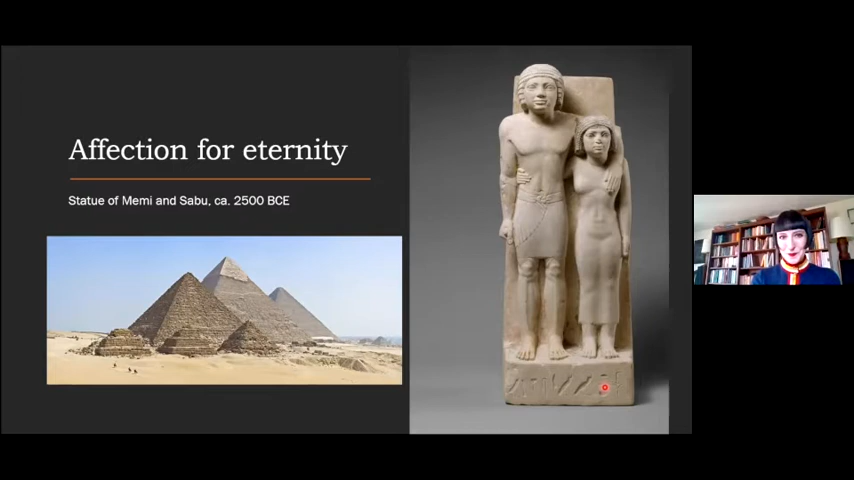 Affection for eternity
Statue of Memi and Sabu, ca. 2500 BCE